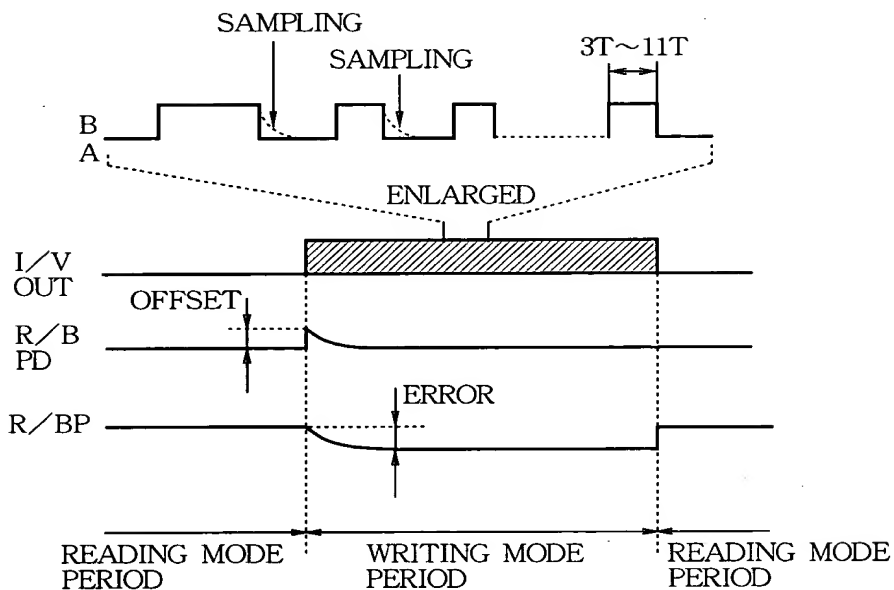 SAMPLING
SAMPLING
3T～11T
B
A
ENLARGED
I／V
OUT
OFFSET
R／B
PD
ERROR
R／BP
READING MODE
PERIOD
WRITING MODE
PERIOD
READING MODE
PERIOD